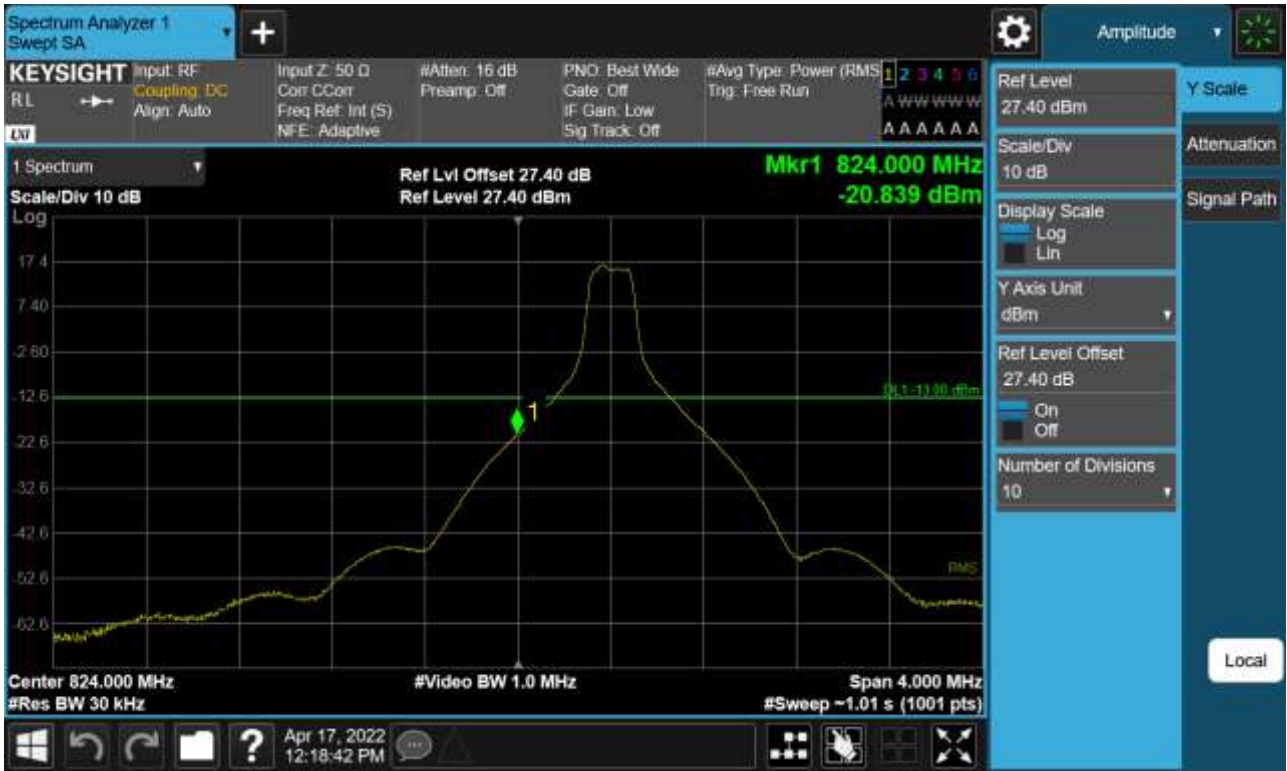 Spectrum Analyzer 1
Swept SA
+
Amplitude
KEYSIGHT
RL
Input: RF
Coupling: DC
Align: Auto
Input Z: 50 Ω
Corr CCorr
Freq Ref: Int (S)
NFE: Adaptive
#Atten: 16 dB
Preamp: Off
PNO: Best Wide
Gate: Off
IF Gain: Low
Sig Track: Off
#Avg Type: Power (RMS
Trig: Free Run
1 2 3 4 5 6
A W W W W W
A A A A A A
1 Spectrum
Scale/Div 10 dB
Ref Lvl Offset 27.40 dB
Ref Level 27.40 dBm
Mkr1 824.000 MHz
-20.839 dBm
Log
17.4
7.40
-2.60
-12.6
-22.6
-32.6
-42.6
-52.6
-62.6
DL1 -13.00 dBm
1
RMS
Center 824.000 MHz
#Video BW 1.0 MHz
Span 4.000 MHz
#Res BW 30 kHz
#Sweep ~1.01 s (1001 pts)
Ref Level
27.40 dBm
Scale/Div
10 dB
Display Scale
Log
Lin
Y Axis Unit
dBm
Ref Level Offset
27.40 dB
On
Off
Number of Divisions
10
Y Scale
Attenuation
Signal Path
Local
?
Apr 17, 2022
12:18:42 PM